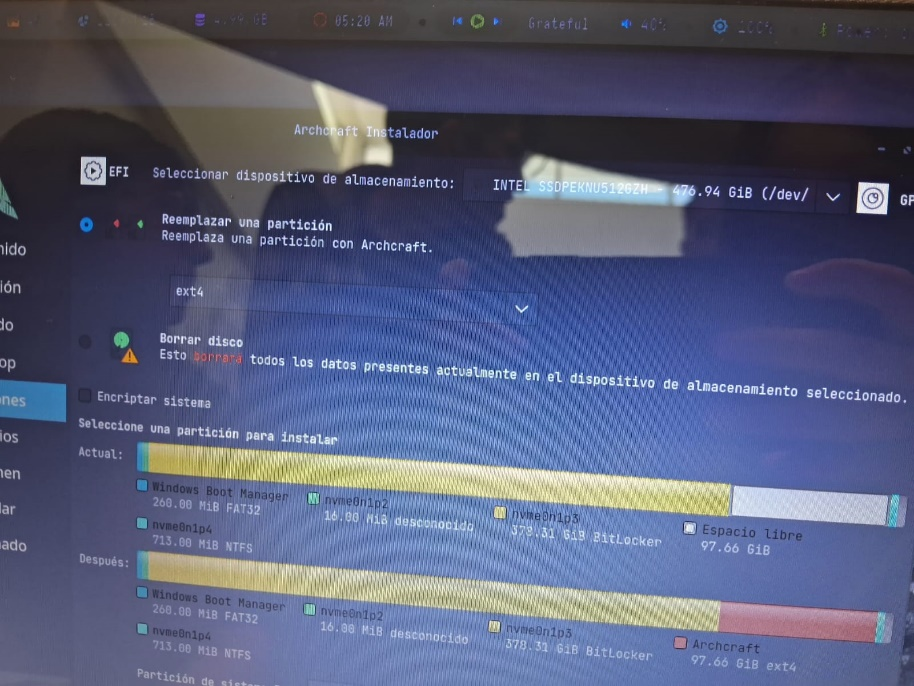 05:20 AM
Grateful
40%
100%
Archcraft Instalador
EFI
Seleccionar dispositivo de almacenamiento:
INTEL SSDPEKNU512GZH - 476.94 GiB (/dev/
GP
Reemplazar una partición
Reemplaza una partición con Archcraft.
nido
ión
ext4
do
Borrar disco
Esto borrará todos los datos presentes actualmente en el dispositivo de almacenamiento seleccionado.
op
ones
Encriptar sistema
Seleccione una partición para instalar
ios
Actual:
Windows Boot Manager
260.00 MiB FAT32
nvme0n1p2
16.00 MiB desconocido
nvme0n1p3
378.31 GiB BitLocker
Espacio libre
97.66 GiB
nvme0n1p4
713.00 MiB NTFS
men
lar
nado
Después:
Windows Boot Manager
260.00 MiB FAT32
nvme0n1p2
16.00 MiB desconocido
nvme0n1p3
378.31 GiB BitLocker
Archcraft
97.66 GiB ext4
nvme0n1p4
713.00 MiB NTFS